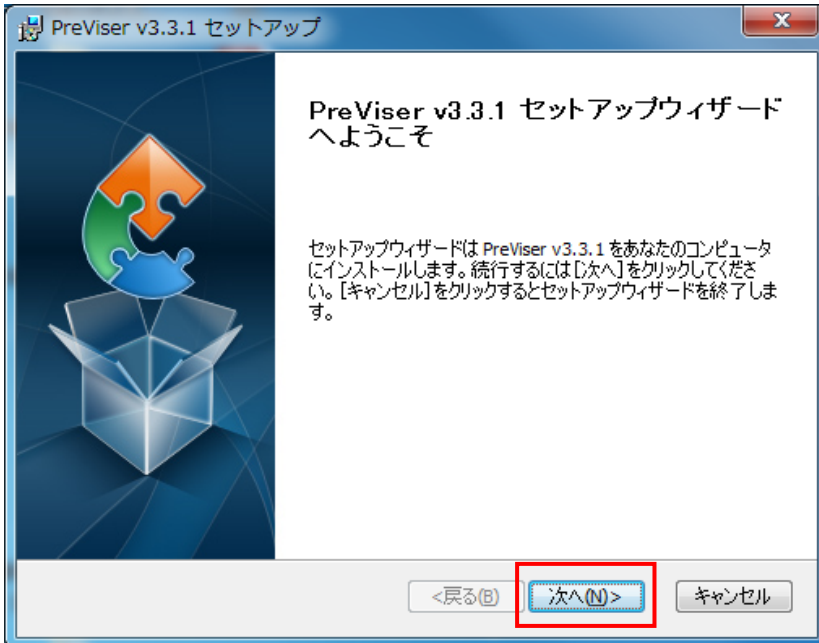 PreViser v3.3.1 セットアップ
x
PreViser v3.3.1 セットアップウィザード
へようこそ
セットアップウィザードは PreViser v3.3.1 をあなたのコンピュータ
にインストールします。続行するには[次へ]をクリックしてくださ
い。[キャンセル]をクリックするとセットアップウィザードを終了しま
す。
<戻る(B) 次へ(N)> キャンセル